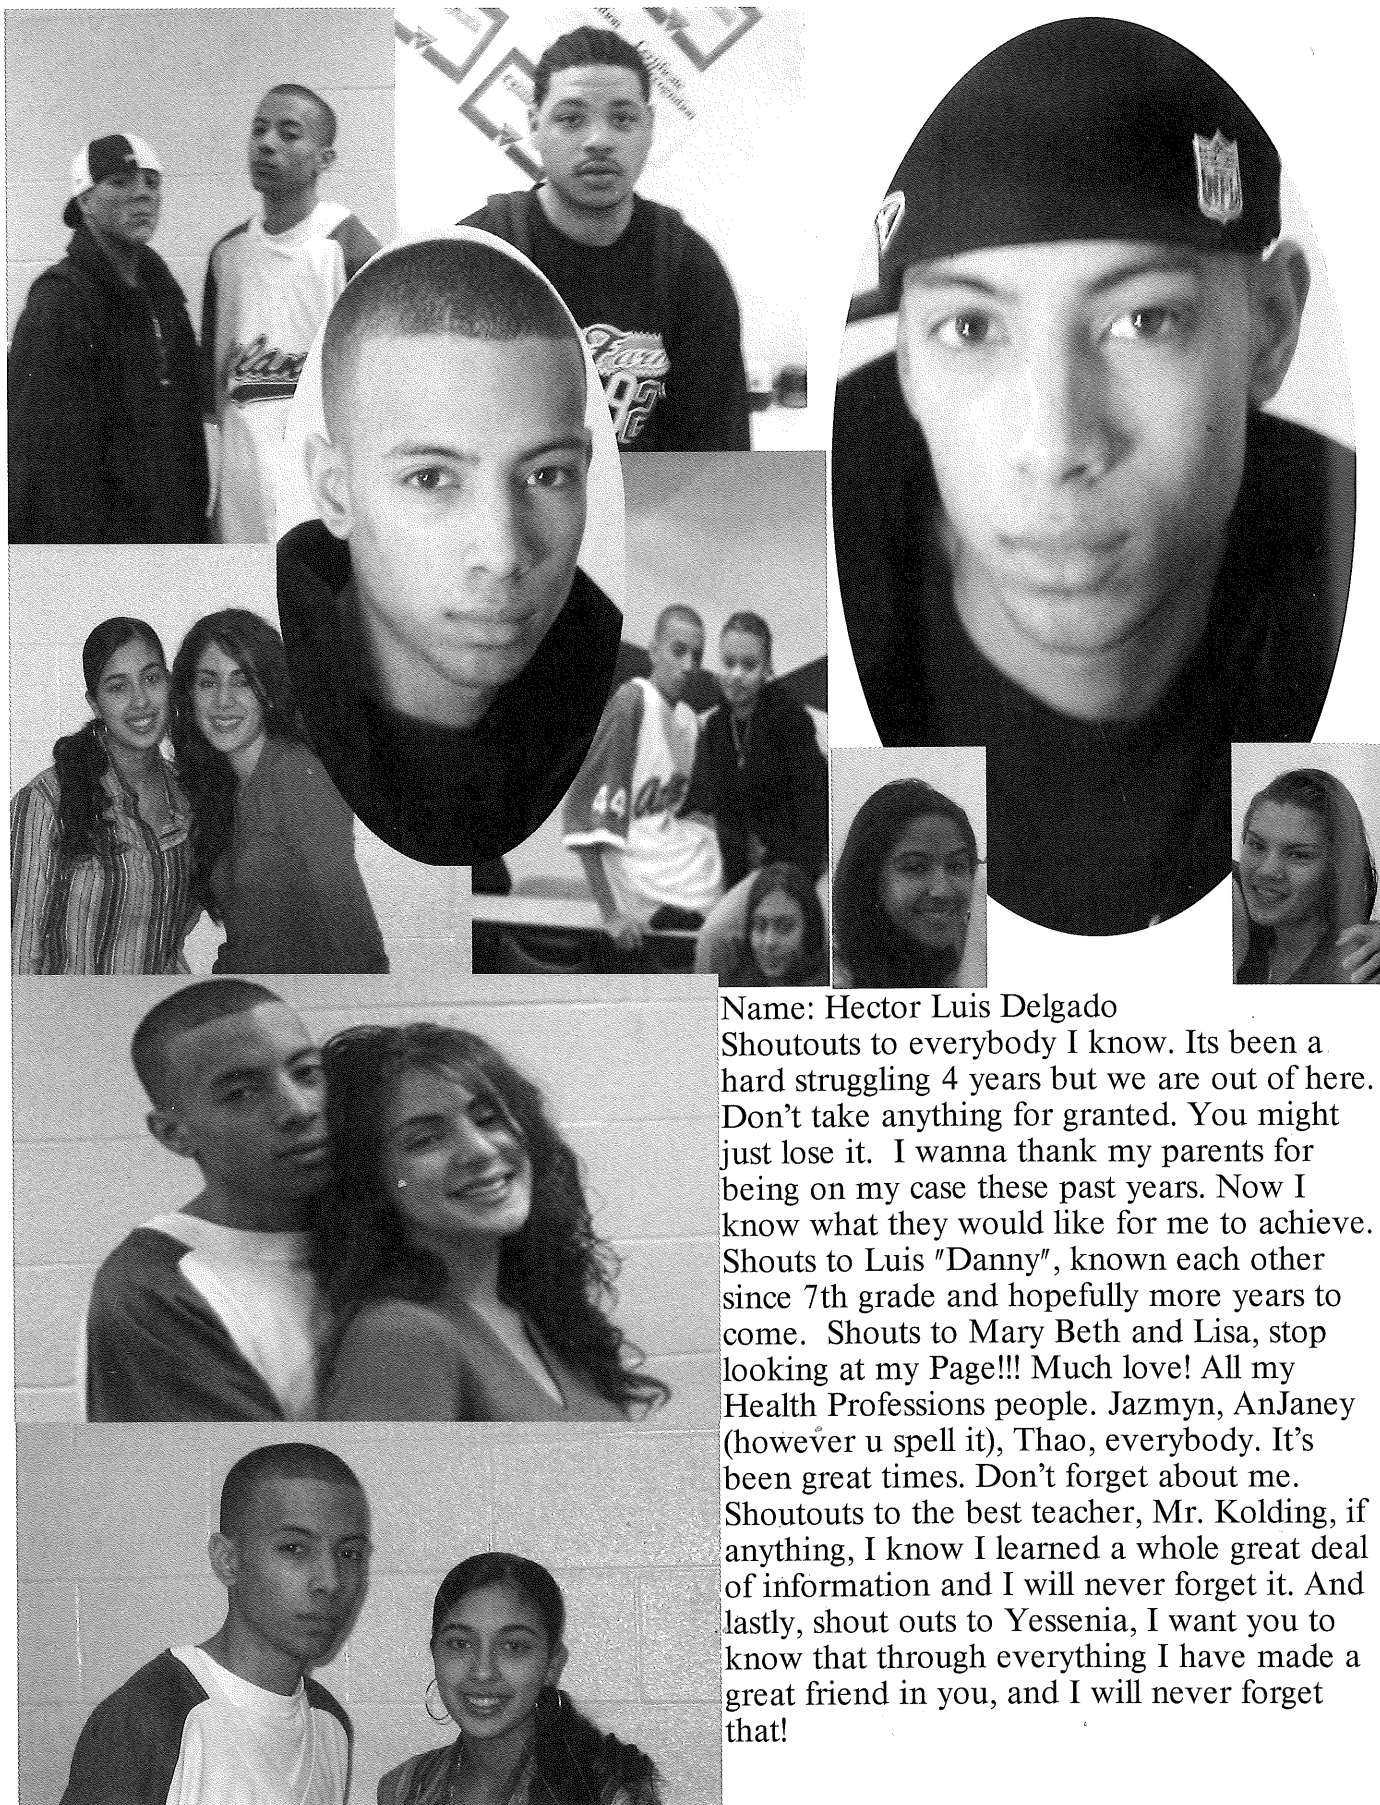 Certificate
Name: Hector Luis Delgado
Shoutouts to everybody I know. Its been a
hard struggling 4 years but we are out of here.
Don't take anything for granted. You might
just lose it.  I wanna thank my parents for
being on my case these past years. Now I
know what they would like for me to achieve.
Shouts to Luis "Danny", known each other
since 7th grade and hopefully more years to
come.  Shouts to Mary Beth and Lisa, stop
looking at my Page!!! Much love! All my
Health Professions people. Jazmyn, AnJaney
(however u spell it), Thao, everybody. It's
been great times. Don't forget about me.
Shoutouts to the best teacher, Mr. Kolding, if
anything, I know I learned a whole great deal
of information and I will never forget it. And
lastly, shout outs to Yessenia, I want you to
know that through everything I have made a
great friend in you, and I will never forget
that!
44